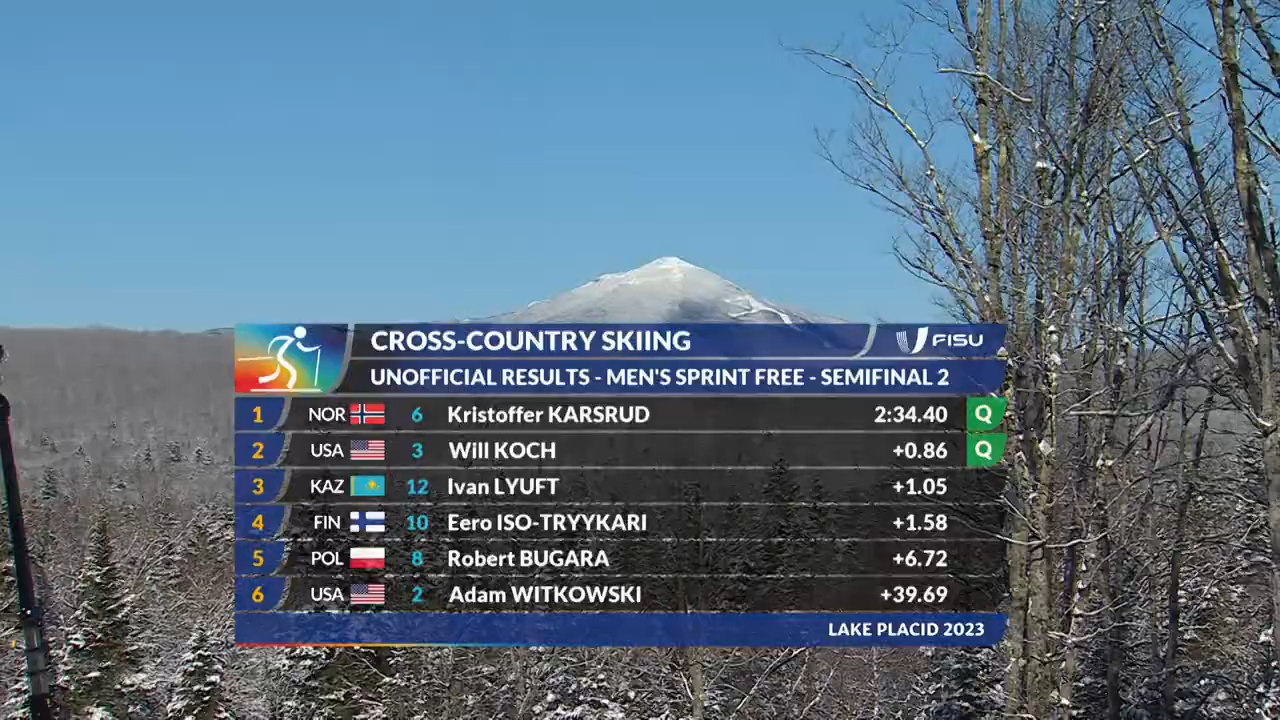 CROSS-COUNTRY SKIING FISU
UNOFFICIAL RESULTS - MEN'S SPRINT FREE - SEMIFINAL 2
1 NOR 6 Kristoffer KARSRUD 2:34.40 Q
2 USA 3 Will KOCH +0.86 Q
3 KAZ 12 Ivan LYUFT +1.05
4 FIN 10 Eero ISO-TRYYKARI +1.58
5 POL 8 Robert BUGARA +6.72
6 USA 2 Adam WITKOWSKI +39.69
LAKE PLACID 2023